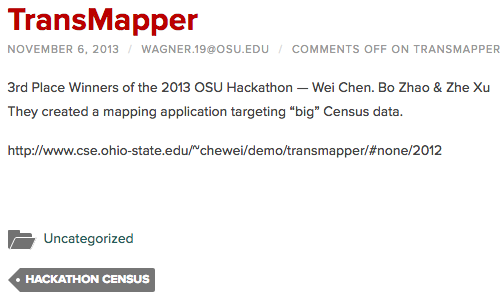 TransMapper
NOVEMBER 6, 2013 / WAGNER.19@OSU.EDU / COMMENTS OFF ON TRANSMAPPER
3rd Place Winners of the 2013 OSU Hackathon — Wei Chen. Bo Zhao & Zhe Xu
They created a mapping application targeting “big” Census data.
http://www.cse.ohio-state.edu/~chewei/demo/transmapper/#none/2012
Uncategorized
HACKATHON CENSUS